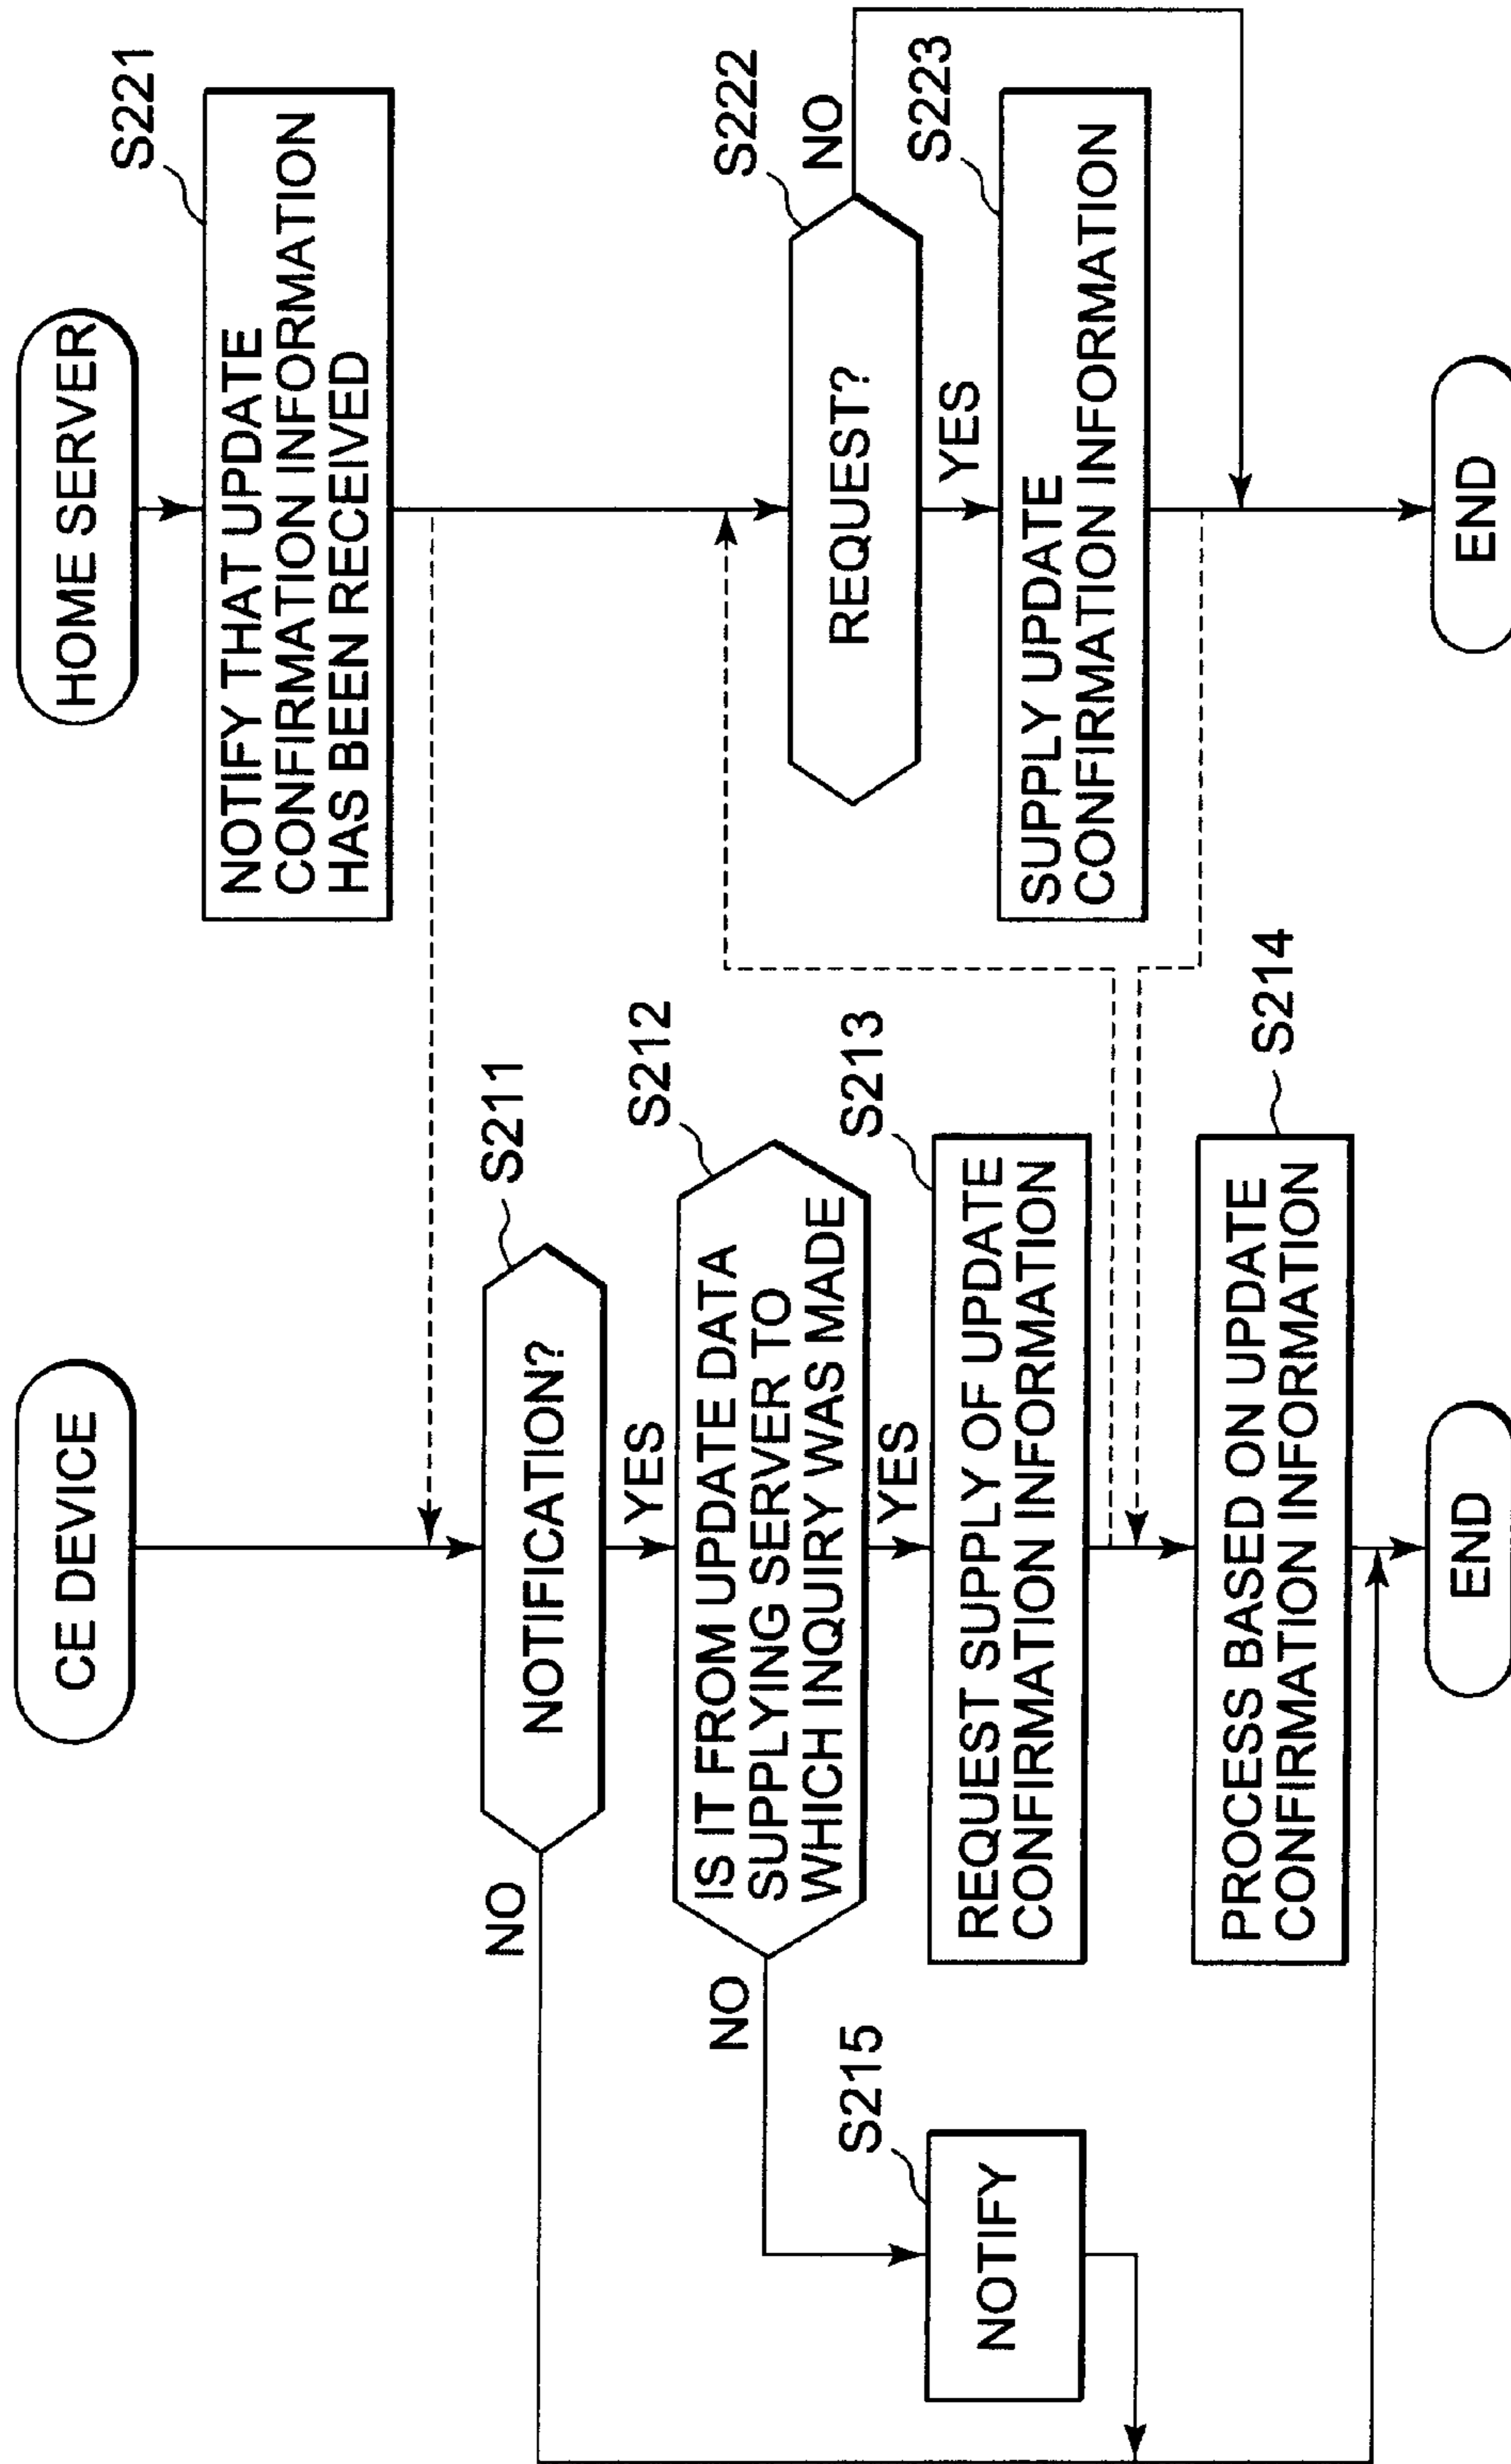 CE DEVICE
NOTIFICATION?
S211
NO
YES
IS IT FROM UPDATE DATA
SUPPLYING SERVER TO
WHICH INQUIRY WAS MADE
S212
NO
YES
S215
NOTIFY
REQUEST SUPPLY OF UPDATE
CONFIRMATION INFORMATION
S213
PROCESS BASED ON UPDATE
CONFIRMATION INFORMATION
S214
END
HOME SERVER
S221
NOTIFY THAT UPDATE
CONFIRMATION INFORMATION
HAS BEEN RECEIVED
S222
REQUEST?
NO
YES
S223
SUPPLY UPDATE
CONFIRMATION INFORMATION
END